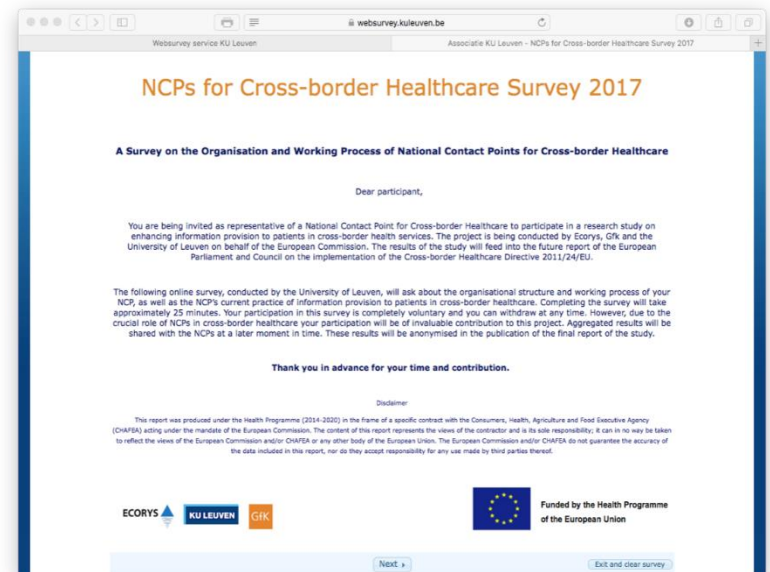 websurvey.kuleuven.be
Websurvey service KU Leuven
Associatie KU Leuven - NCPs for Cross-border Healthcare Survey 2017
NCPs for Cross-border Healthcare Survey 2017
A Survey on the Organisation and Working Process of National Contact Points for Cross-border Healthcare
Dear participant,
You are being invited as representative of a National Contact Point for Cross-border Healthcare to participate in a research study on
enhancing information provision to patients in cross-border health services. The project is being conducted by Ecorys, Gfk and the
University of Leuven on behalf of the European Commission. The results of the study will feed into the future report of the European
Parliament and Council on the implementation of the Cross-border Healthcare Directive 2011/24/EU.
The following online survey, conducted by the University of Leuven, will ask about the organisational structure and working process of your
NCP, as well as the NCP's current practice of information provision to patients in cross-border healthcare. Completing the survey will take
approximately 25 minutes. Your participation in this survey is completely voluntary and you can withdraw at any time. However, due to the
crucial role of NCPs in cross-border healthcare your participation will be of invaluable contribution to this project. Aggregated results will be
shared with the NCPs at a later moment in time. These results will be anonymised in the publication of the final report of the study.
Thank you in advance for your time and contribution.
Disclaimer
This report was produced under the Health Programme (2014-2020) in the frame of a specific contract with the Consumers, Health, Agriculture and Food Executive Agency
(CHAFEA) acting under the mandate of the European Commission. The content of this report represents the views of the contractor and is its sole responsibility; it can in no way be taken
to reflect the views of the European Commission and/or CHAFEA or any other body of the European Union. The European Commission and/or CHAFEA do not guarantee the accuracy of
the data included in this report, nor do they accept responsibility for any use made by third parties thereof.
ECORYS
KU LEUVEN
GfK
Funded by the Health Programme
of the European Union
Next
Exit and clear survey